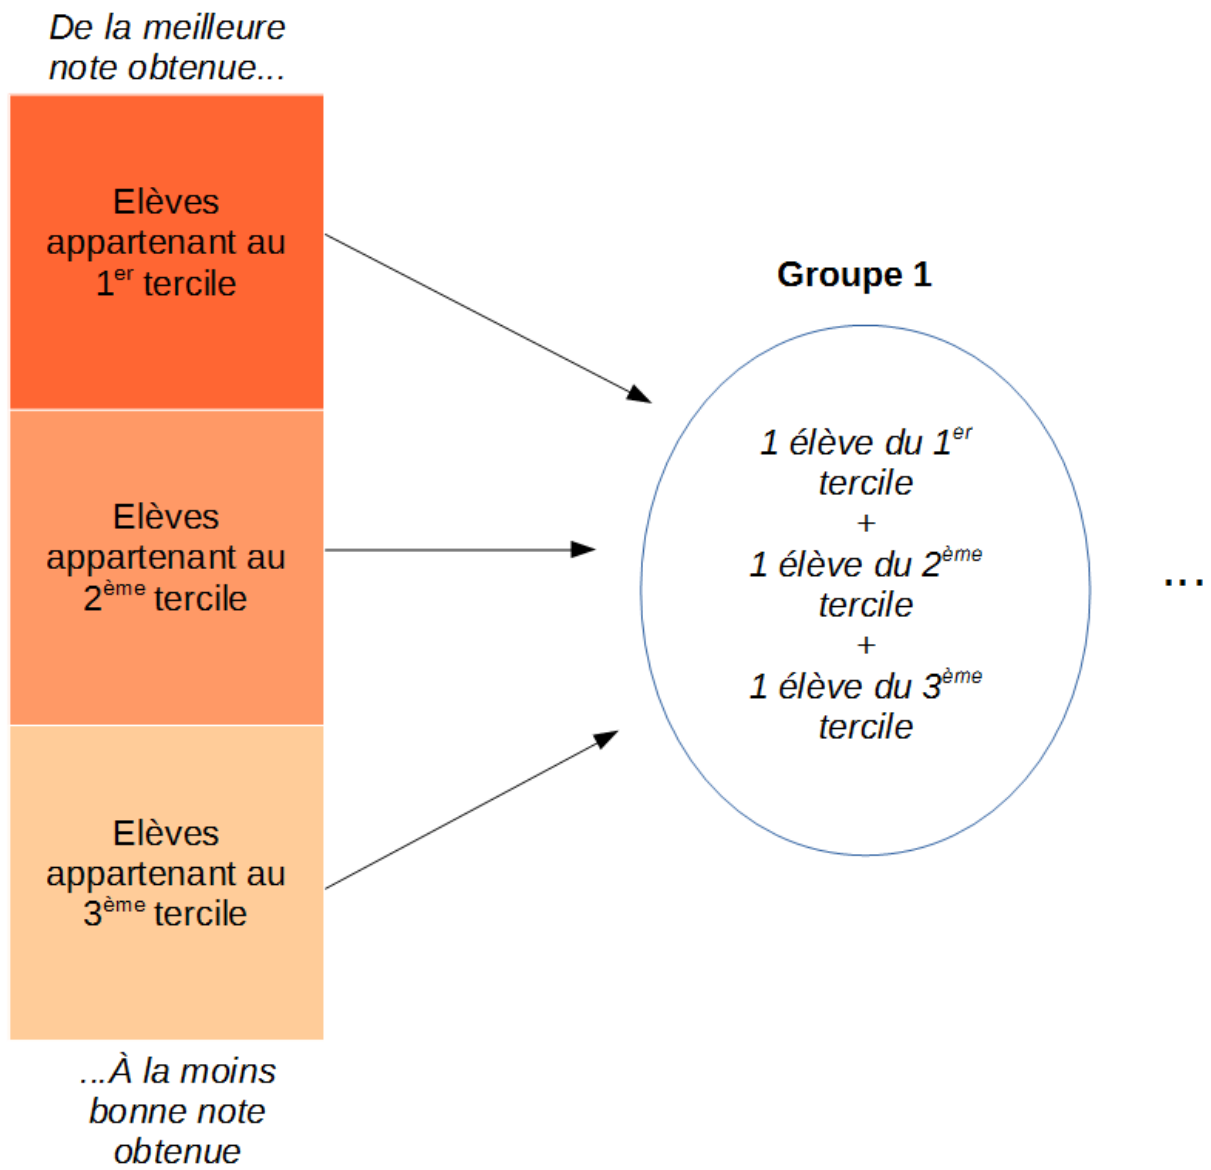 De la meilleure
note obtenue...
Elèves
appartenant au
1er tercile
Elèves
appartenant au
2ème tercile
Elèves
appartenant au
3ème tercile
...À la moins
bonne note
obtenue
Groupe 1
1 élève du 1er
tercile
+
1 élève du 2ème
tercile
+
1 élève du 3ème
tercile
...